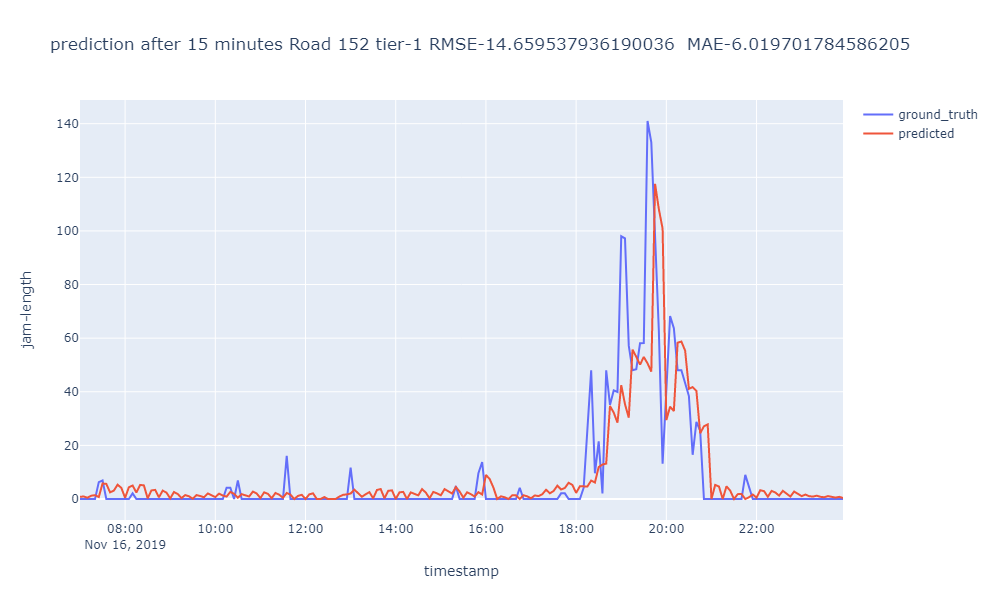 prediction after 15 minutes Road 152 tier-1 RMSE-14.659537936190036  MAE-6.019701784586205
ground_truth
predicted
140
120
100
80
60
40
20
0
jam-length
08:00 10:00 12:00 14:00 16:00 18:00 20:00 22:00
Nov 16, 2019
timestamp